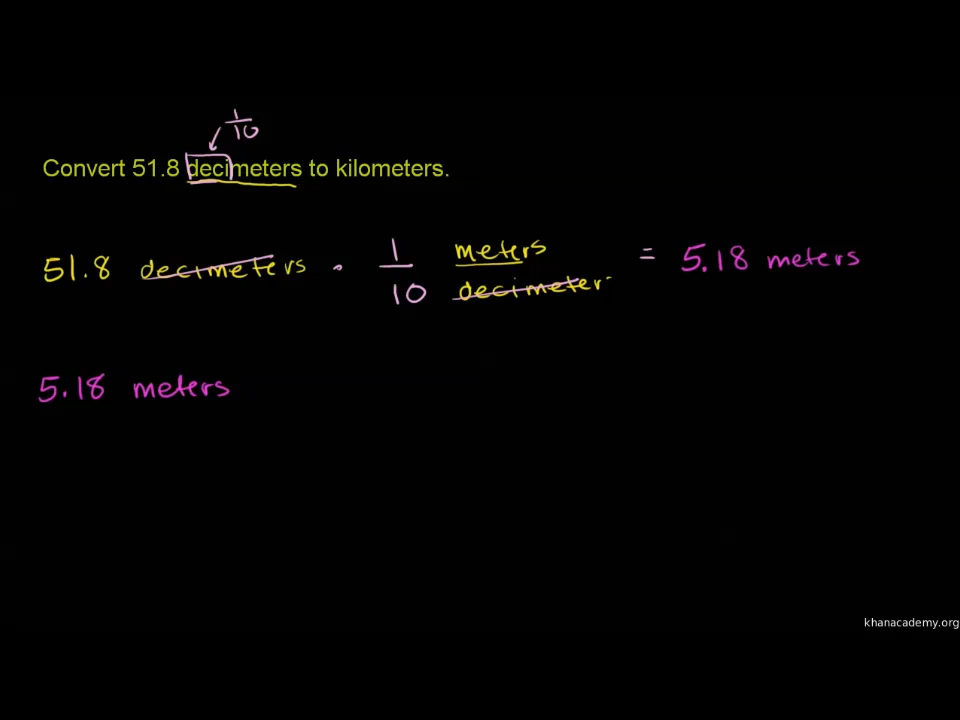 1/10
Convert 51.8 decimeters to kilometers.
51.8 decimeters · 1/10 meters/decimeter = 5.18 meters
5.18 meters
khanacademy.org